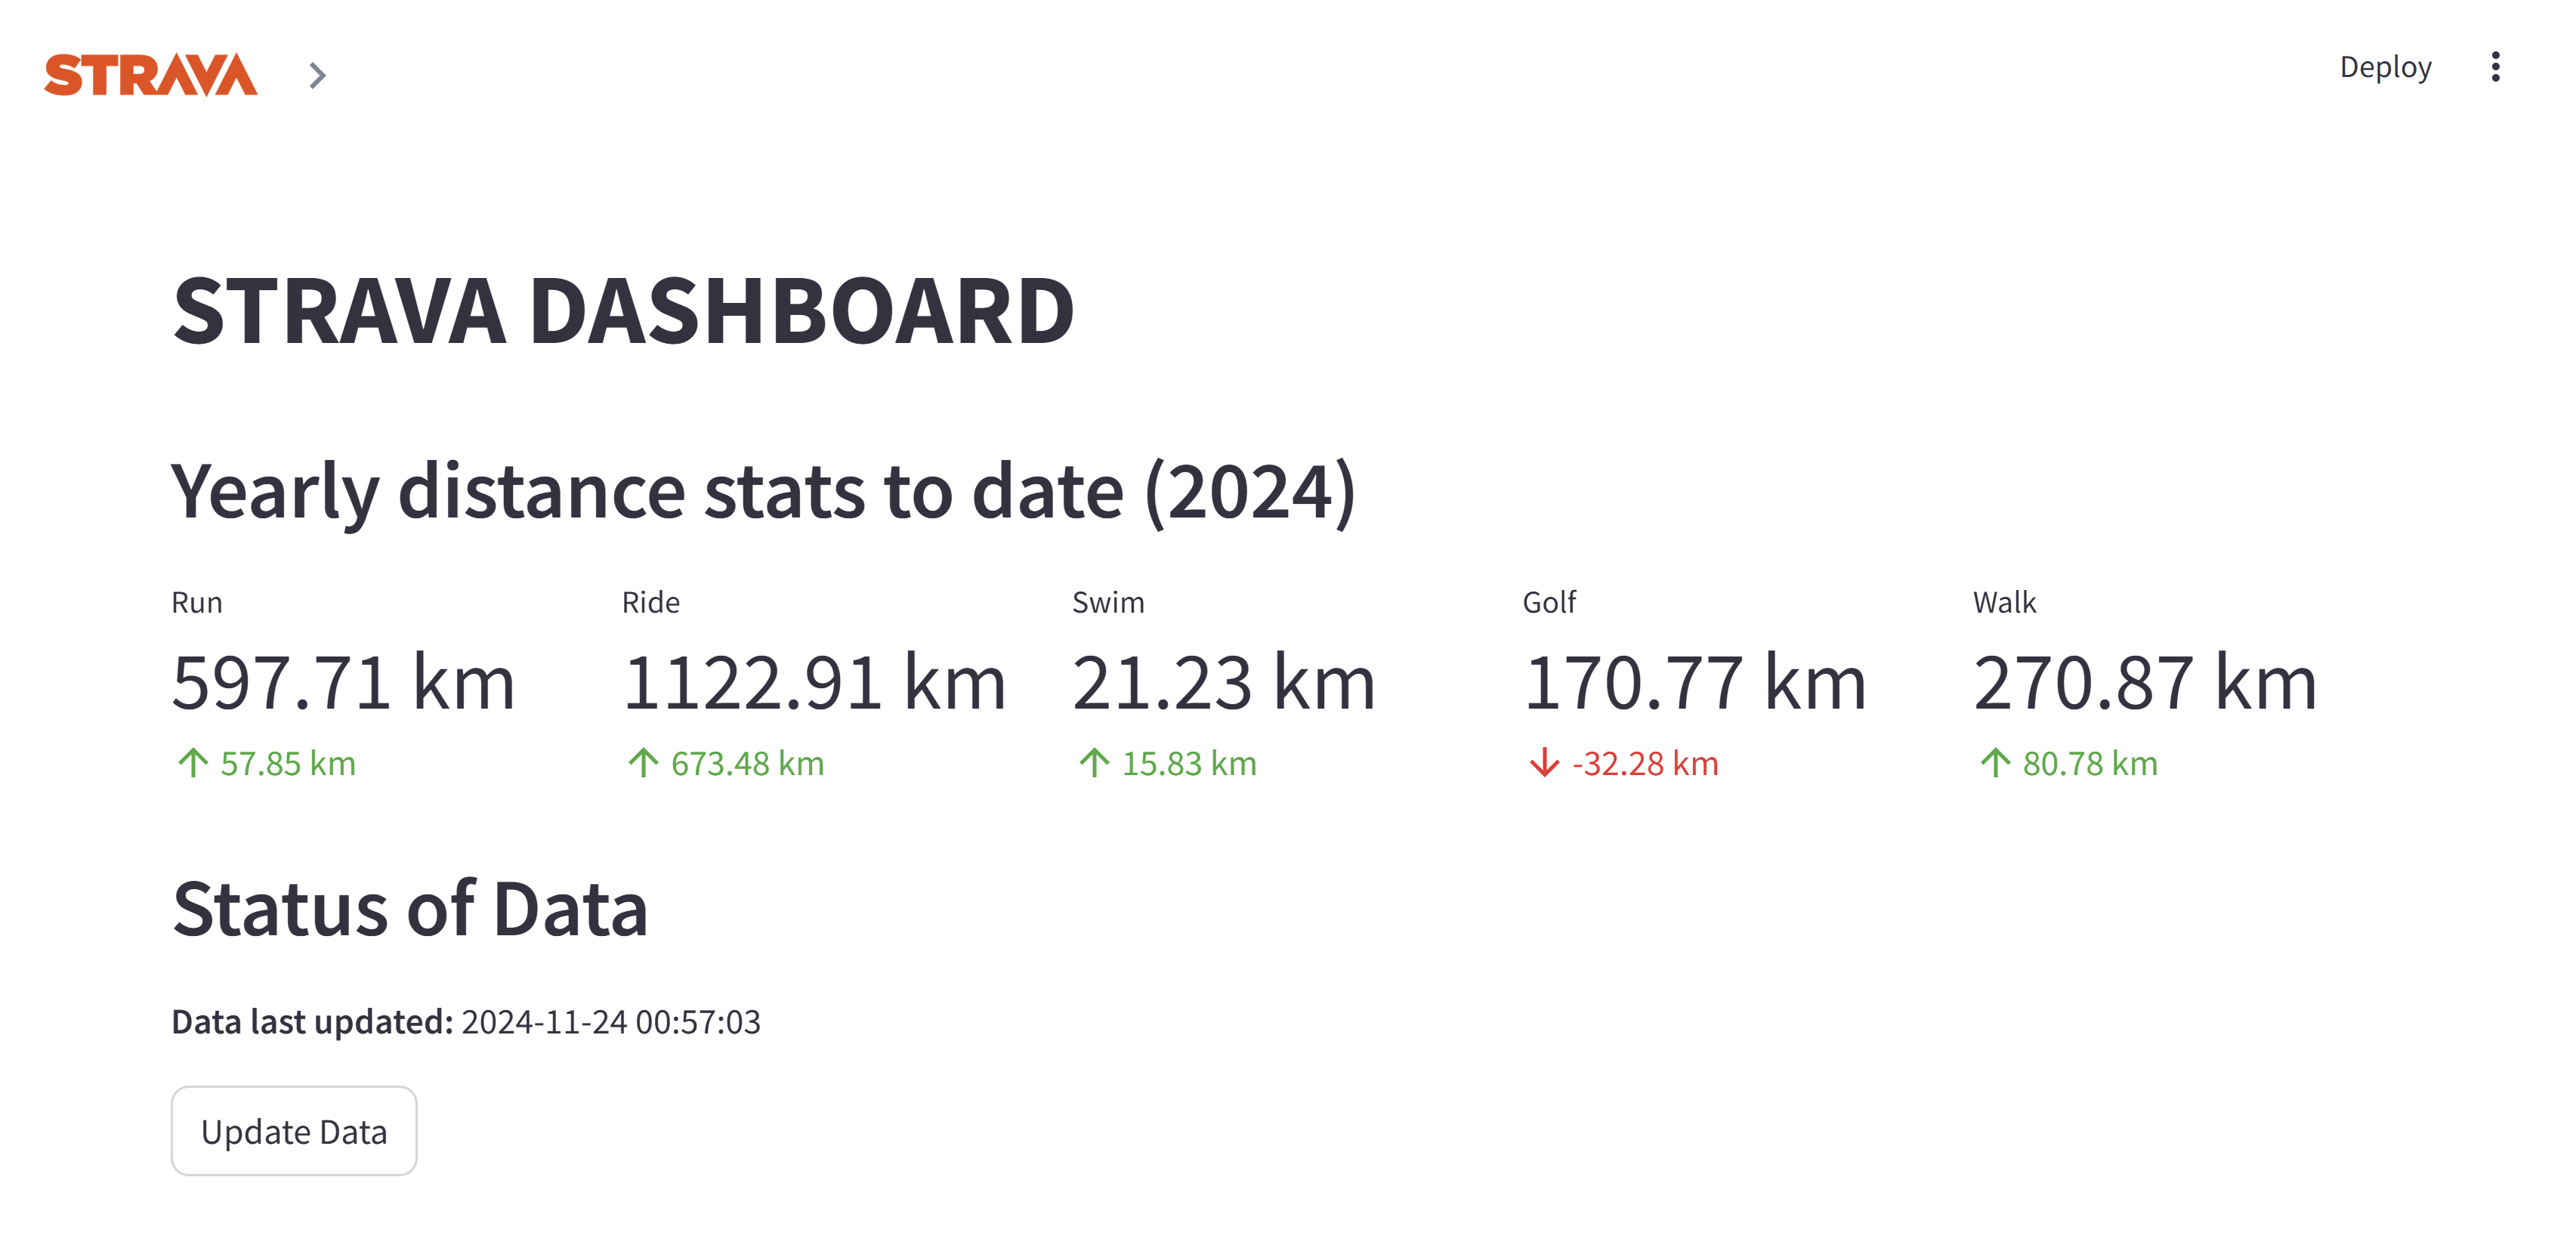 STRAVA
Deploy
STRAVA DASHBOARD
Yearly distance stats to date (2024)
Run
597.71 km
57.85 km
Ride
1122.91 km
673.48 km
Swim
21.23 km
15.83 km
Golf
170.77 km
-32.28 km
Walk
270.87 km
80.78 km
Status of Data
Data last updated: 2024-11-24 00:57:03
Update Data